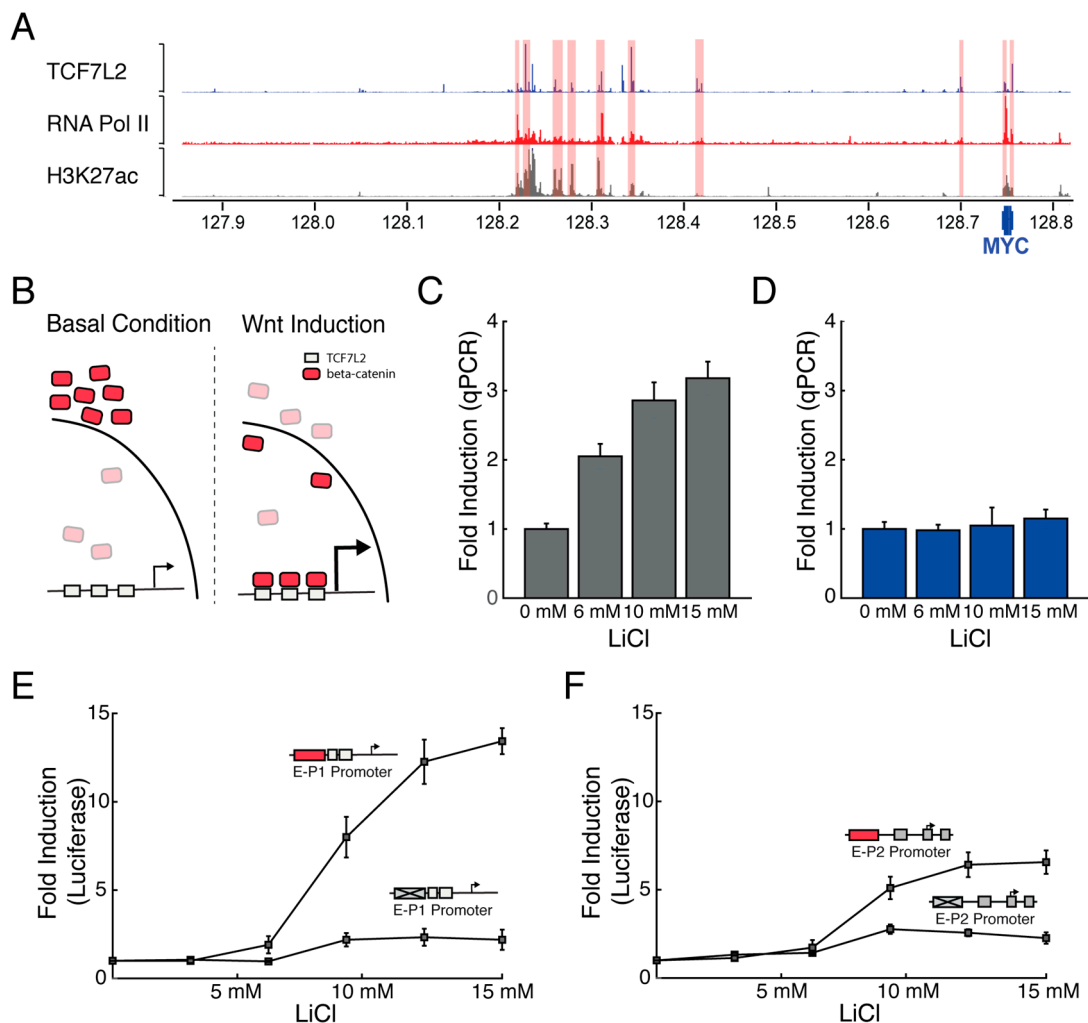 A
TCF7L2
RNA Pol II
H3K27ac
127.9 128.0 128.1 128.2 128.3 128.4 128.5 128.6 128.7 128.8
MYC
B
Basal Condition
Wnt Induction
TCF7L2
beta-catenin
C
Fold Induction (qPCR)
4
3
2
1
0
0 mM 6 mM 10 mM 15 mM
LiCl
D
Fold Induction (qPCR)
4
3
2
1
0
0 mM 6 mM 10 mM 15 mM
LiCl
E
Fold Induction
(Luciferase)
15
10
5
0
E-P1 Promoter
E-P1 Promoter
5 mM 10 mM 15 mM
LiCl
F
Fold Induction
(Luciferase)
15
10
5
0
E-P2 Promoter
E-P2 Promoter
5 mM 10 mM 15 mM
LiCl